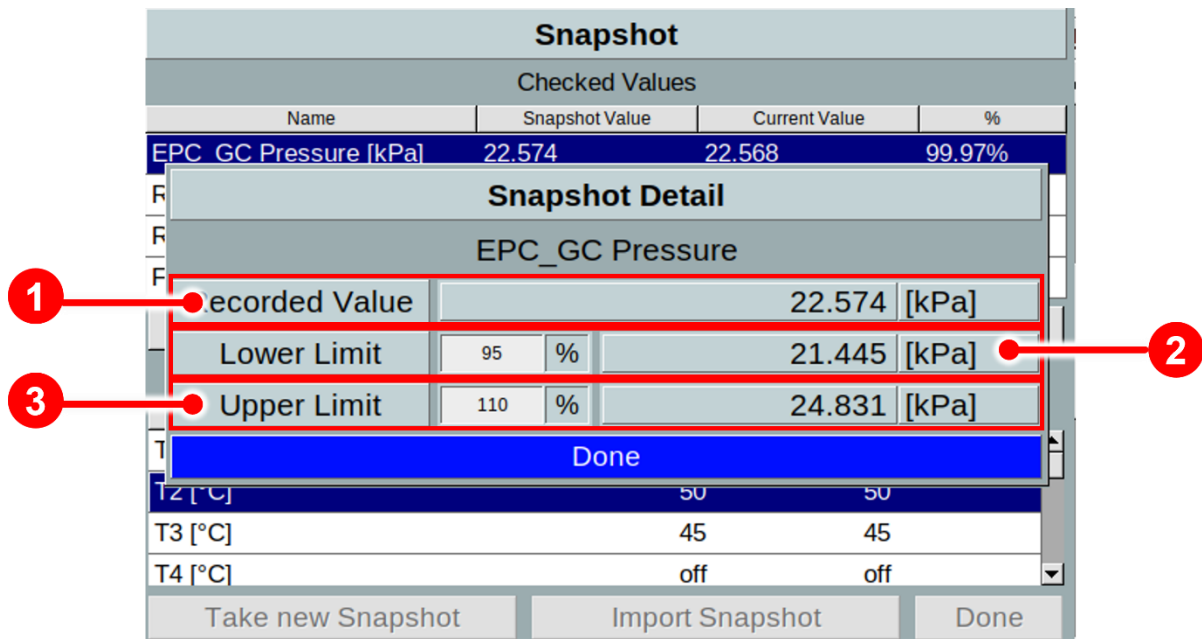 Snapshot
Checked Values
Name Snapshot Value Current Value %
EPC_GC Pressure [kPa] 22.574 22.568 99.97%
Snapshot Detail
EPC_GC Pressure
1 Recorded Value 22.574 [kPa]
Lower Limit 95 % 21.445 [kPa] 2
3 Upper Limit 110 % 24.831 [kPa]
Done
T2 [°C] 50 50
T3 [°C] 45 45
T4 [°C] off off
Take new Snapshot Import Snapshot Done